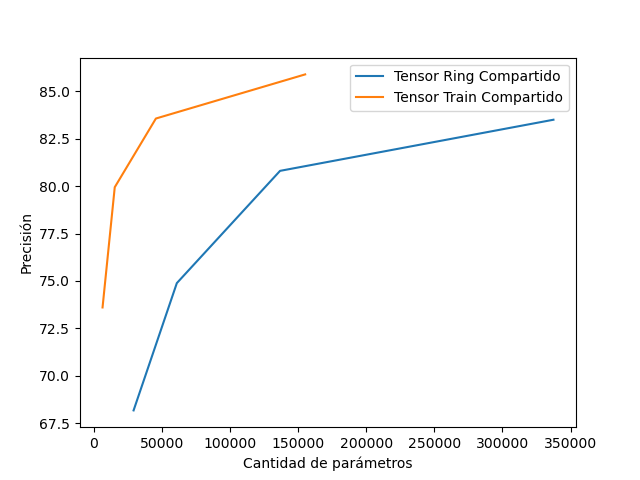 Tensor Ring Compartido
Tensor Train Compartido
Precisión
85.0
82.5
80.0
77.5
75.0
72.5
70.0
67.5
0 50000 100000 150000 200000 250000 300000 350000
Cantidad de parámetros